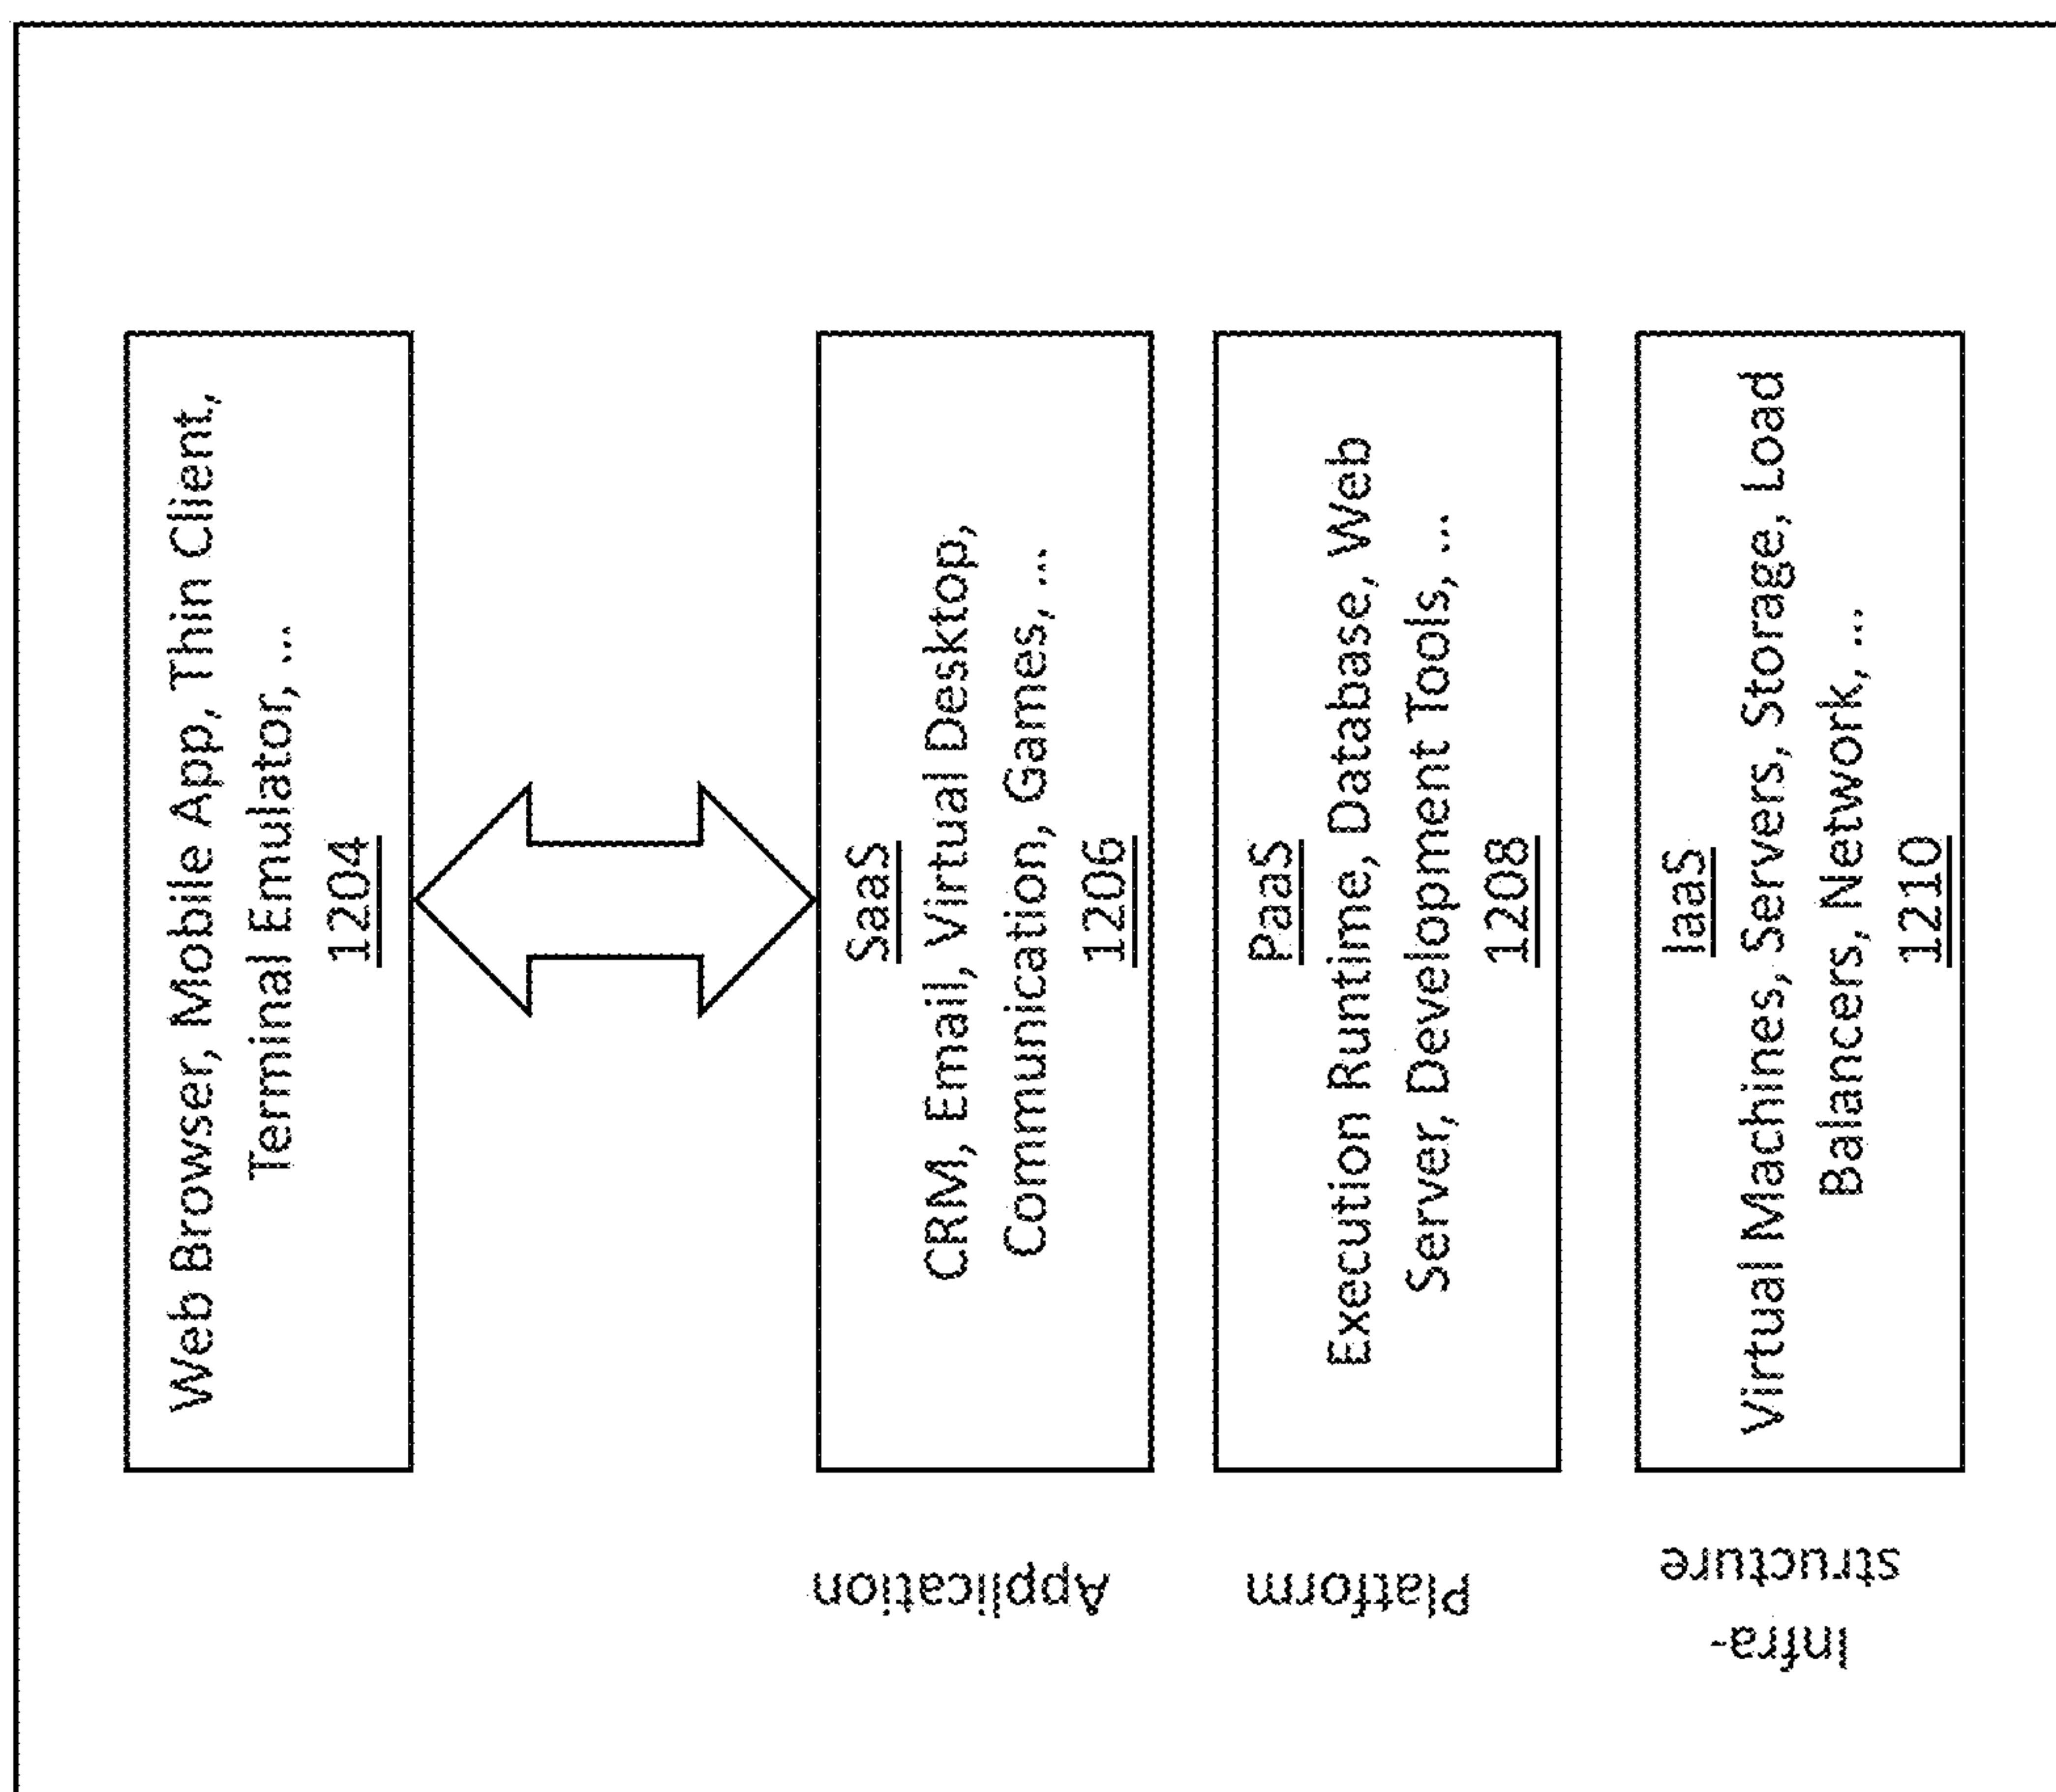 Web Browser, Mobile App, Thin Client,
Terminal Emulator, ...
1204
Application
SaaS
CRM, Email, Virtual Desktop,
Communication, Games, ...
1206
Platform
PaaS
Execution Runtime, Database, Web
Server, Development Tools, ...
1208
Infra-
structure
IaaS
Virtual Machines, Servers, Storage, Load
Balancers, Network, ...
1210